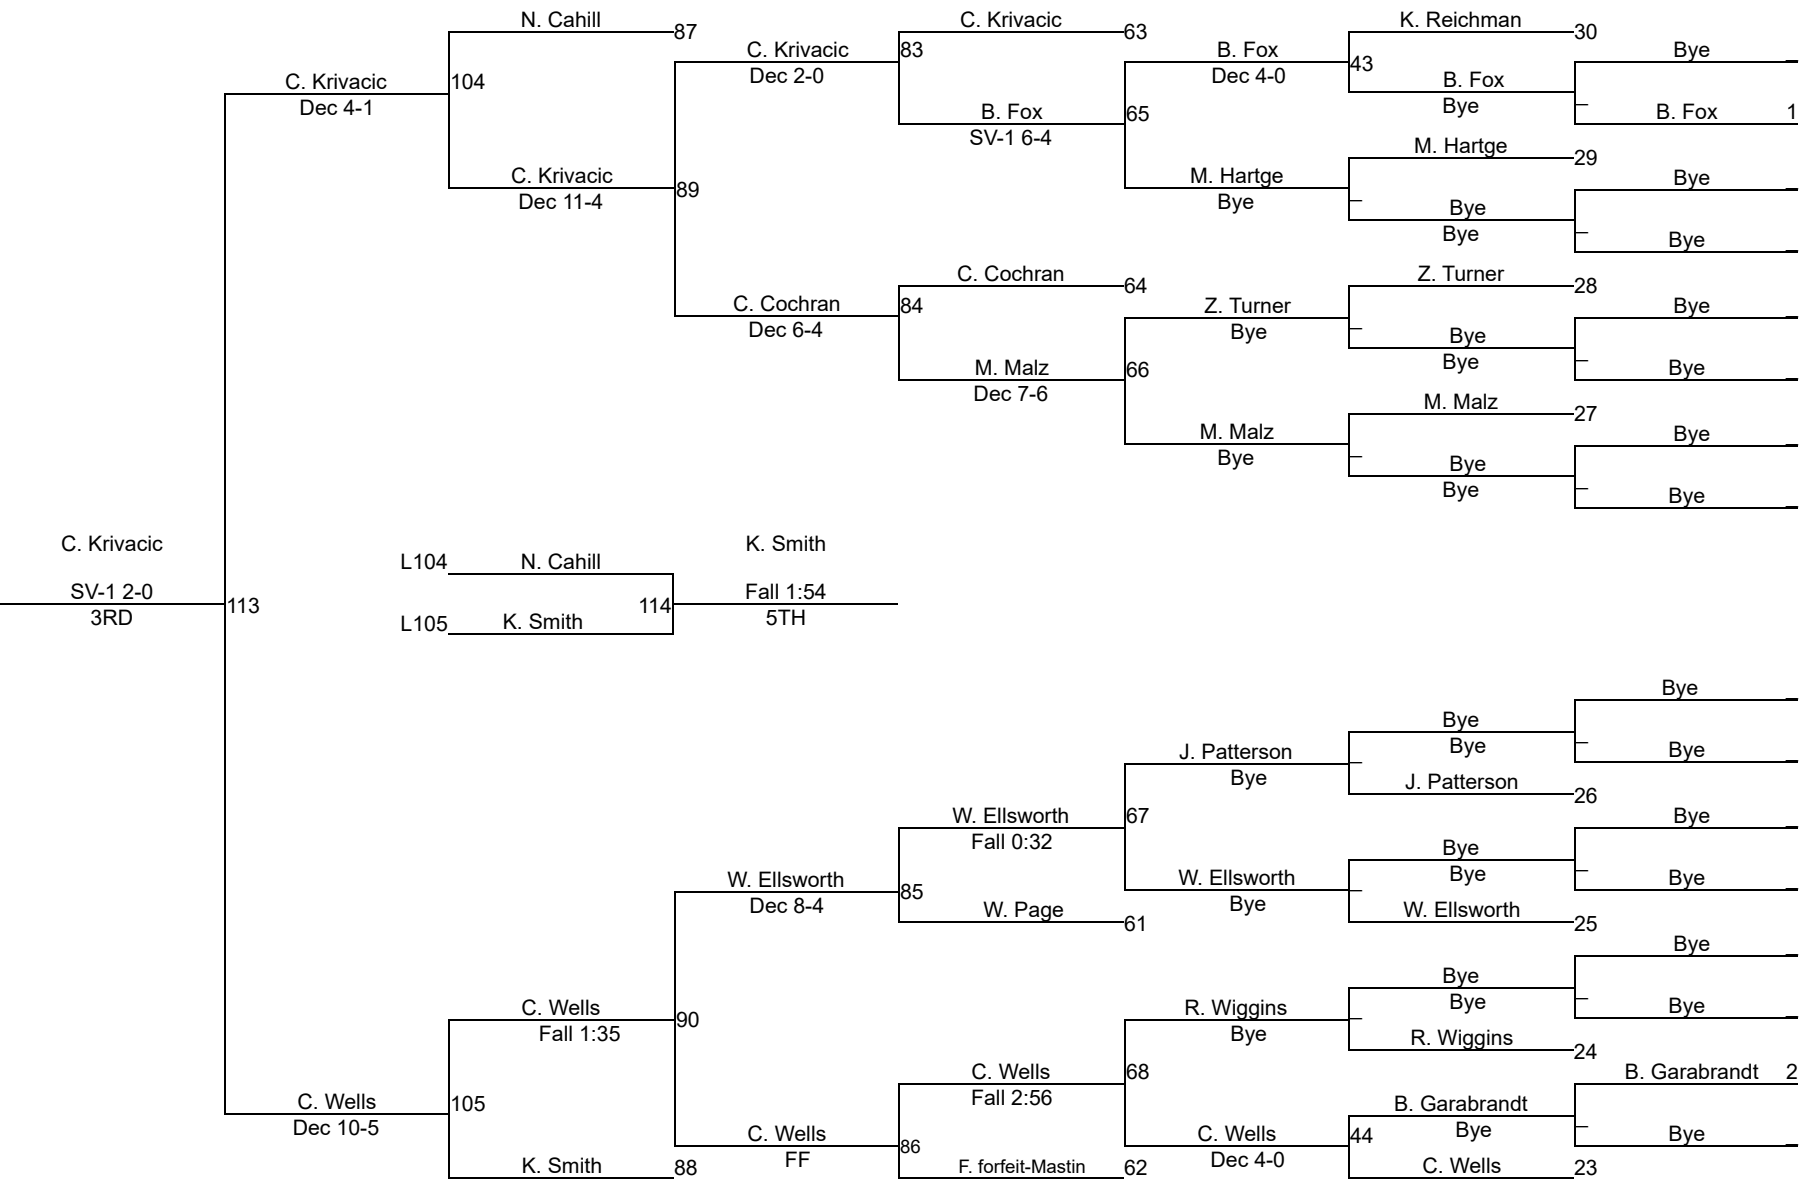 N. Cahill 87 C. Krivacic 63 K. Reichman 30
C. Krivacic 83 B. Fox 43 Bye
C. Krivacic 104 Dec 2-0 Dec 4-0 B. Fox
Dec 4-1 B. Fox 65 Bye B. Fox 1
SV-1 6-4 M. Hartge 29
C. Krivacic 89 M. Hartge Bye
Dec 11-4 Bye Bye
Bye Bye
C. Cochran 64 Z. Turner 28
C. Cochran 84 Z. Turner Bye
Dec 6-4 Bye Bye
M. Malz 66 Bye Bye
Dec 7-6 M. Malz 27
M. Malz Bye
Bye Bye
Bye Bye
C. Krivacic K. Smith
L104 N. Cahill
SV-1 2-0 113 114 Fall 1:54
3RD L105 K. Smith 5TH
Bye
Bye
J. Patterson Bye Bye
Bye J. Patterson 26
W. Ellsworth 67 Bye
Fall 0:32 Bye
W. Ellsworth 85 W. Ellsworth Bye Bye
Dec 8-4 W. Page 61 Bye W. Ellsworth 25
Bye
Bye
C. Wells 90 R. Wiggins Bye Bye
Fall 1:35 Bye R. Wiggins 24
C. Wells 68 B. Garabrandt 2
C. Wells 105 Fall 2:56 B. Garabrandt
Dec 10-5 C. Wells 86 C. Wells 44 Bye Bye
K. Smith 88 FF F. forfeit-Mastin 62 Dec 4-0 C. Wells 23